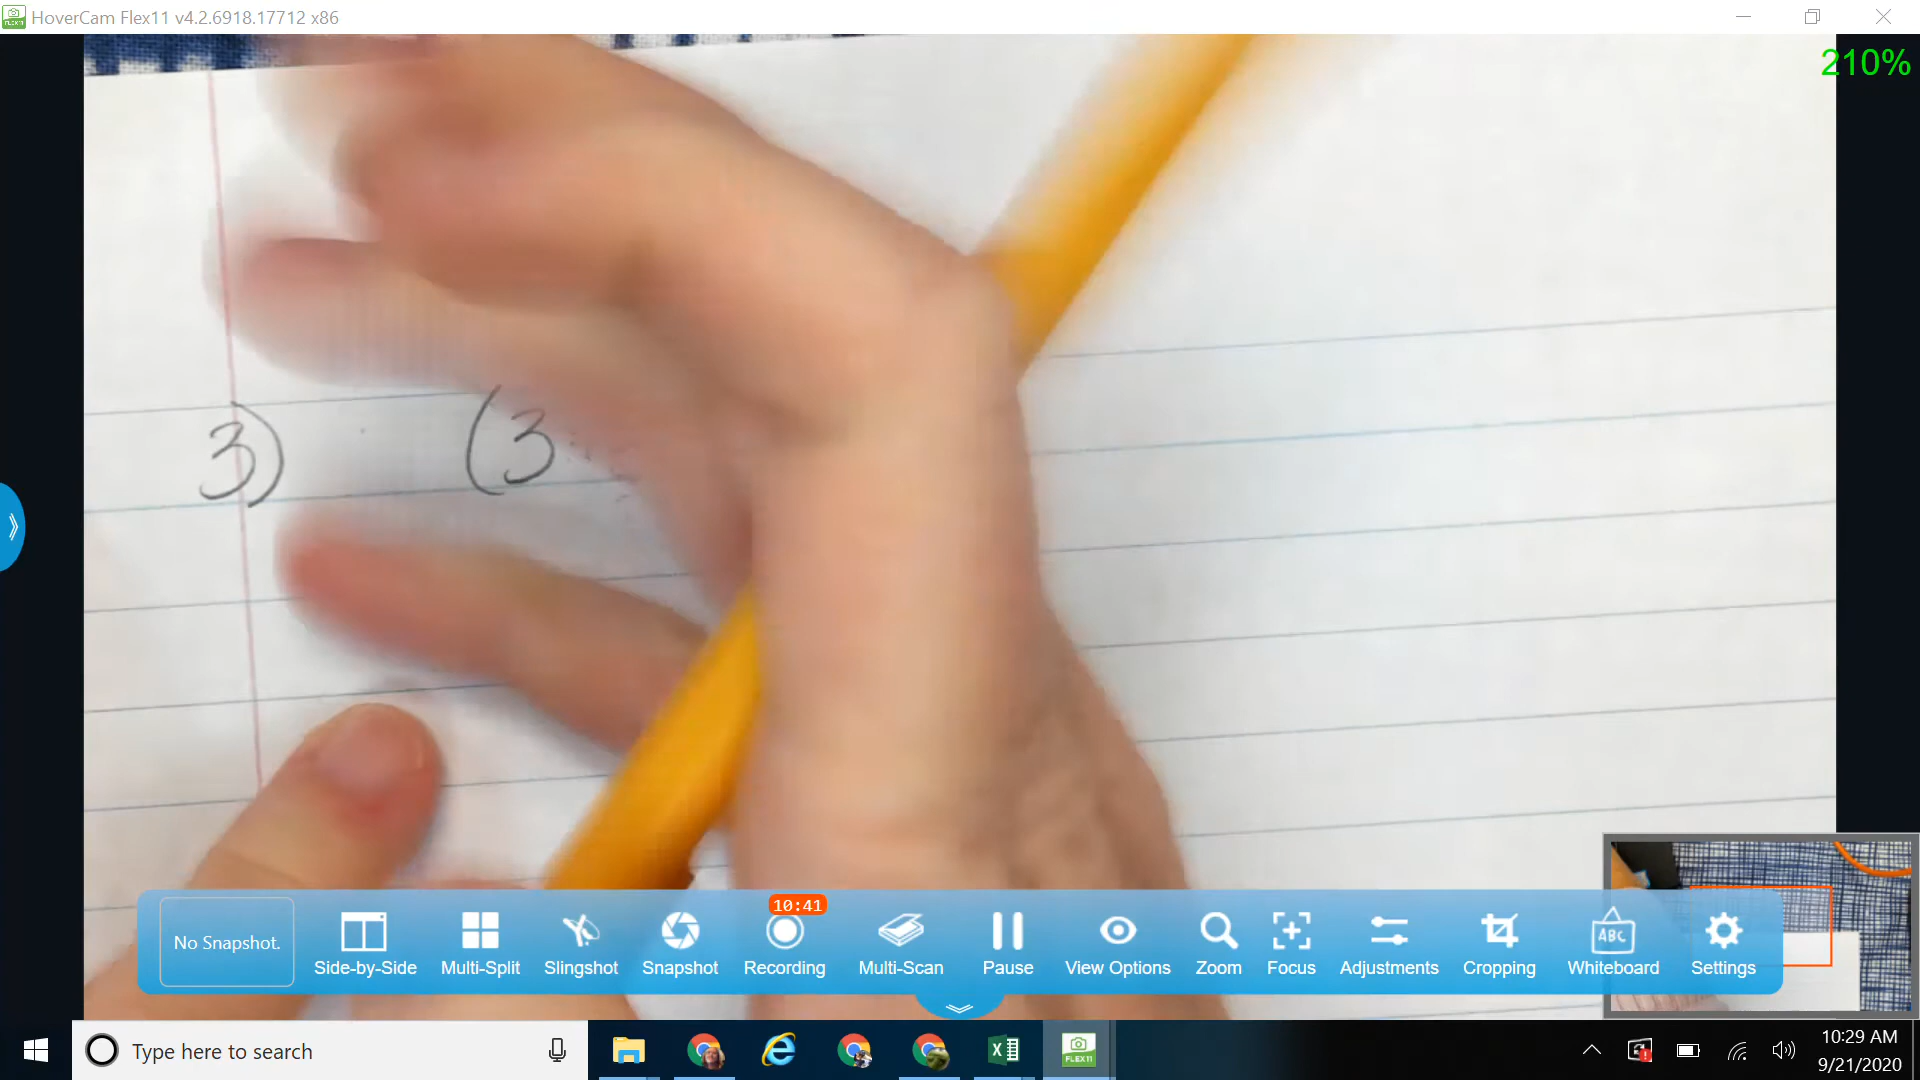 HoverCam Flex11 v4.2.6918.17712 x86
210%
3) (3
10:41
No Snapshot.
Side-by-Side Multi-Split Slingshot Snapshot Recording Multi-Scan Pause View Options Zoom Focus Adjustments Cropping Whiteboard Settings
ABC
Type here to search
FLEX11
10:29 AM
9/21/2020